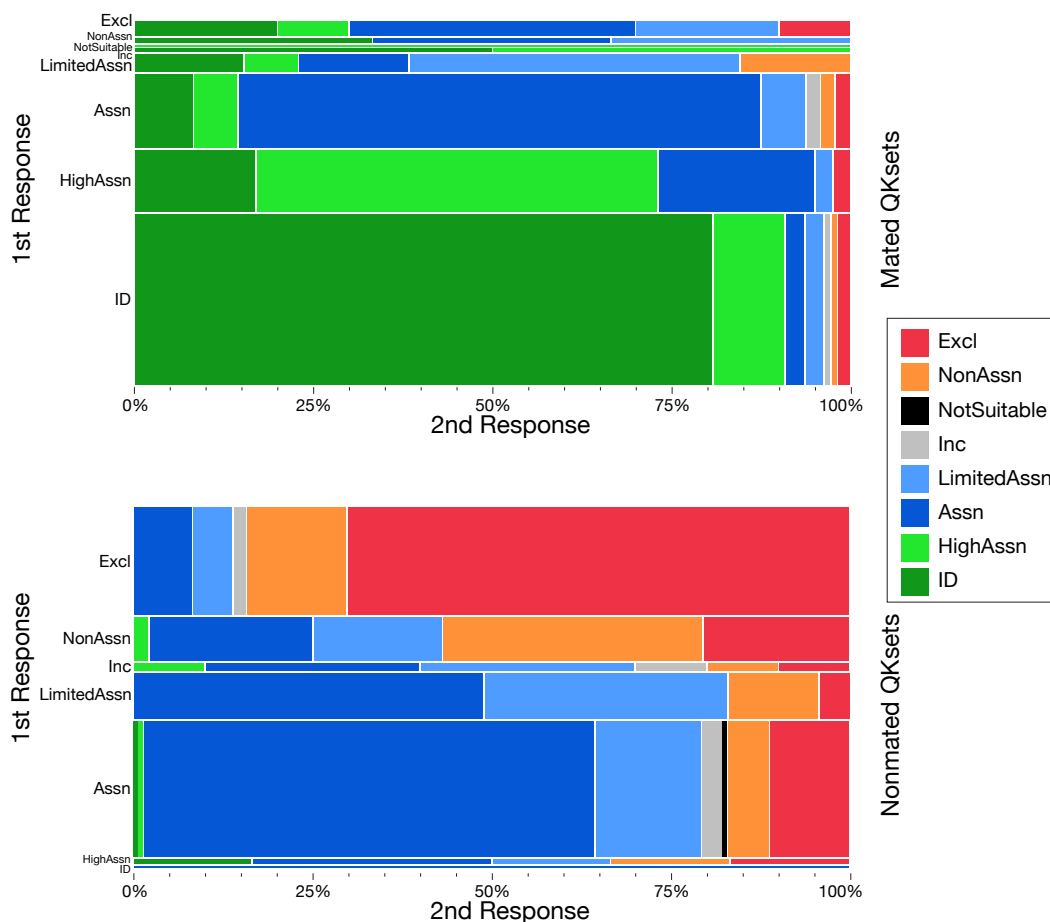 Excl
NonAssn
NotSuitable
Inc
LimitedAssn
Assn
HighAssn
ID
1st Response
Mated QKsets
0% 25% 50% 75% 100%
2nd Response
Excl
NonAssn
NotSuitable
Inc
LimitedAssn
Assn
HighAssn
ID
Excl
NonAssn
Inc
LimitedAssn
Assn
HighAssn
ID
1st Response
Nonmated QKsets
0% 25% 50% 75% 100%
2nd Response